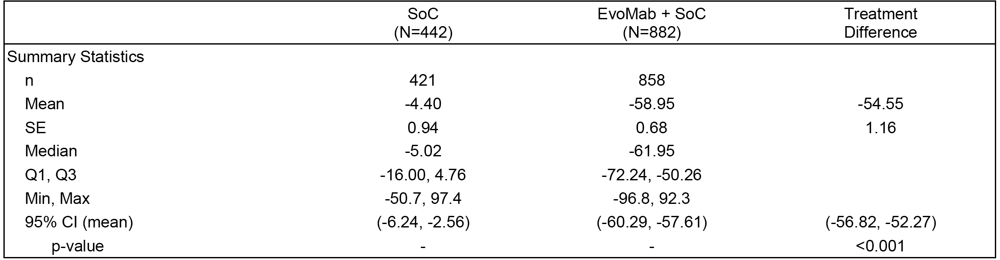 SoC EvoMab + SoC Treatment
(N=442) (N=882) Difference
Summary Statistics
n 421 858
Mean -4.40 -58.95 -54.55
SE 0.94 0.68 1.16
Median -5.02 -61.95
Q1, Q3 -16.00, 4.76 -72.24, -50.26
Min, Max -50.7, 97.4 -96.8, 92.3
95% CI (mean) (-6.24, -2.56) (-60.29, -57.61) (-56.82, -52.27)
p-value - - <0.001